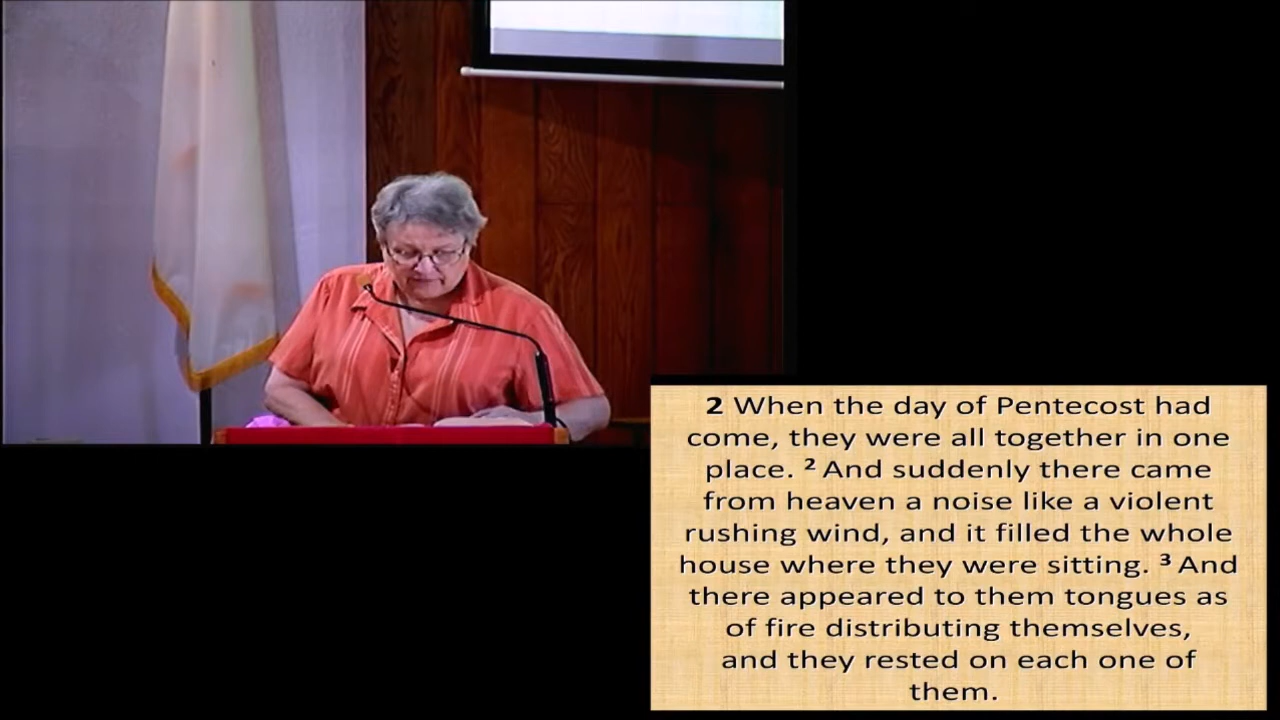 2 When the day of Pentecost had
come, they were all together in one
place. ² And suddenly there came
from heaven a noise like a violent
rushing wind, and it filled the whole
house where they were sitting. ³ And
there appeared to them tongues as
of fire distributing themselves,
and they rested on each one of
them.